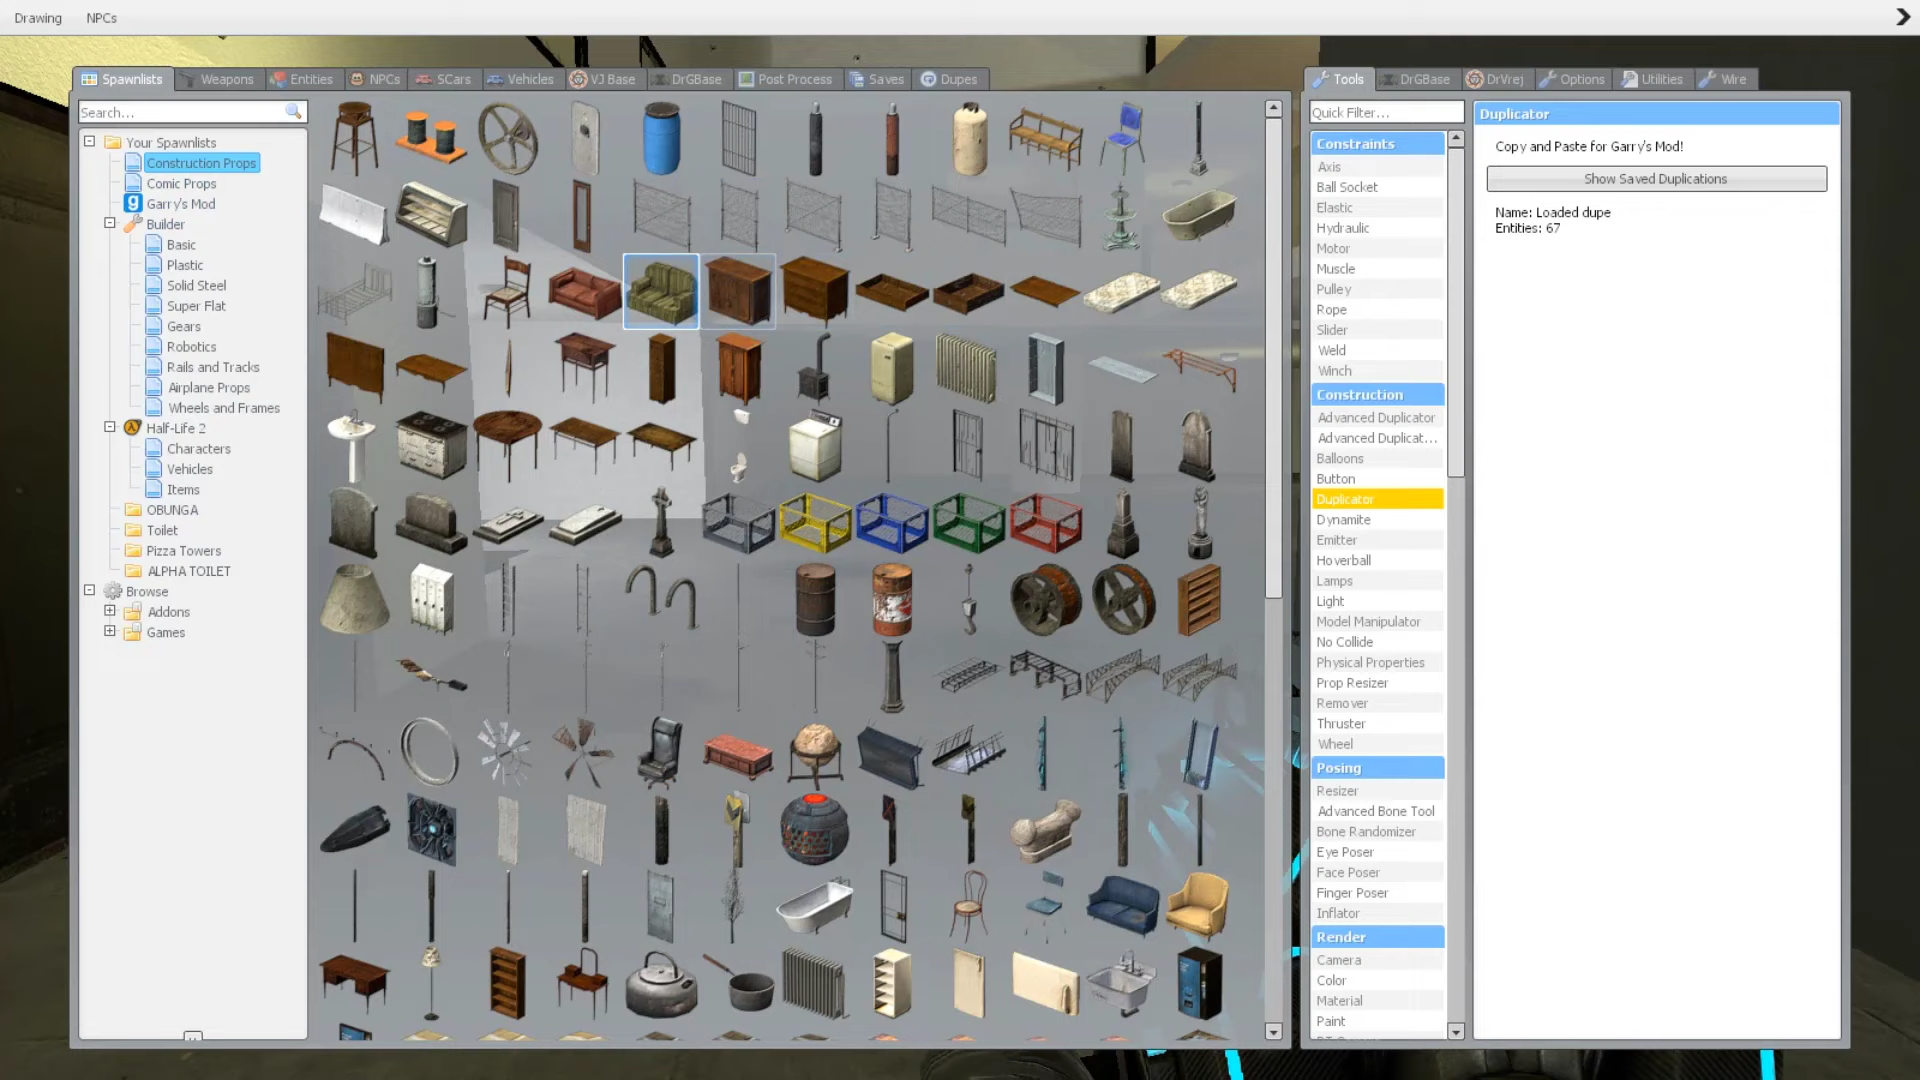 Drawing NPCs
Spawnlists Weapons Entities NPCs SCars Vehicles VJ Base DrGBase Post Process Saves Dupes
Search...
Your Spawnlists
Construction Props
Comic Props
Garry's Mod
Builder
Basic
Plastic
Solid Steel
Super Flat
Gears
Robotics
Rails and Tracks
Airplane Props
Wheels and Frames
Half-Life 2
Characters
Vehicles
Items
OBUNGA
Toilet
Pizza Towers
ALPHA TOILET
Browse
Addons
Games
Tools DrGBase DrVrej Options Utilities Wire
Quick Filter...
Constraints
Axis
Ball Socket
Elastic
Hydraulic
Motor
Muscle
Pulley
Rope
Slider
Weld
Winch
Construction
Advanced Duplicator
Advanced Duplicat...
Balloons
Button
Duplicator
Dynamite
Emitter
Hoverball
Lamps
Light
Model Manipulator
No Collide
Physical Properties
Prop Resizer
Remover
Thruster
Wheel
Posing
Resizer
Advanced Bone Tool
Bone Randomizer
Eye Poser
Face Poser
Finger Poser
Inflator
Render
Camera
Color
Material
Paint
Duplicator
Copy and Paste for Garry's Mod!
Show Saved Duplications
Name: Loaded dupe
Entities: 67